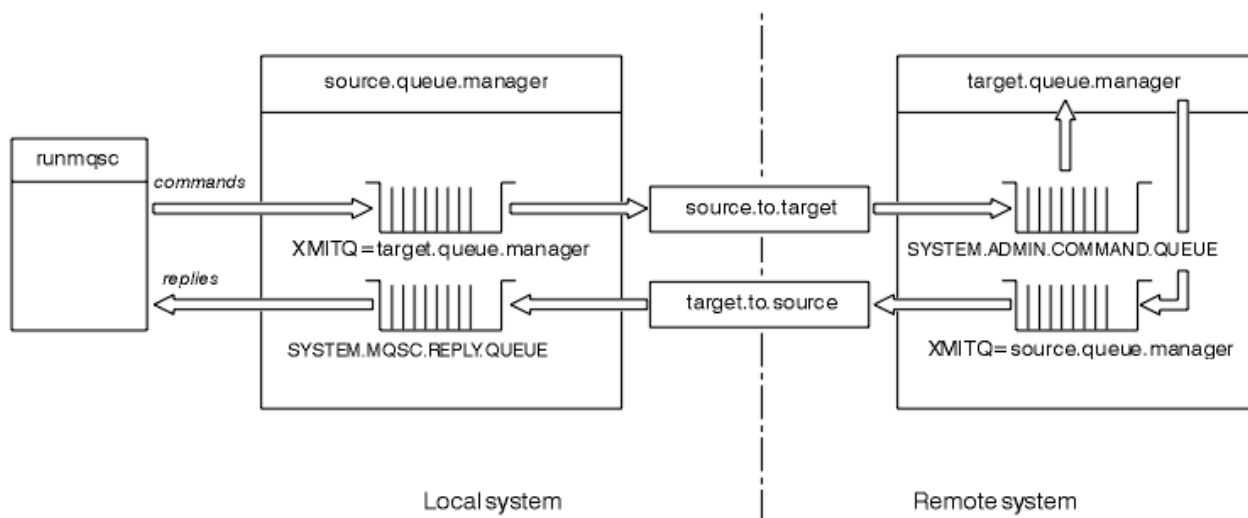 source.queue.manager
target.queue.manager
runmqsc
commands
source.to.target
XMITQ=target.queue.manager
SYSTEM.ADMIN.COMMAND.QUEUE
replies
target.to.source
SYSTEM.MQSC.REPLY.QUEUE
XMITQ=source.queue.manager
Local system
Remote system